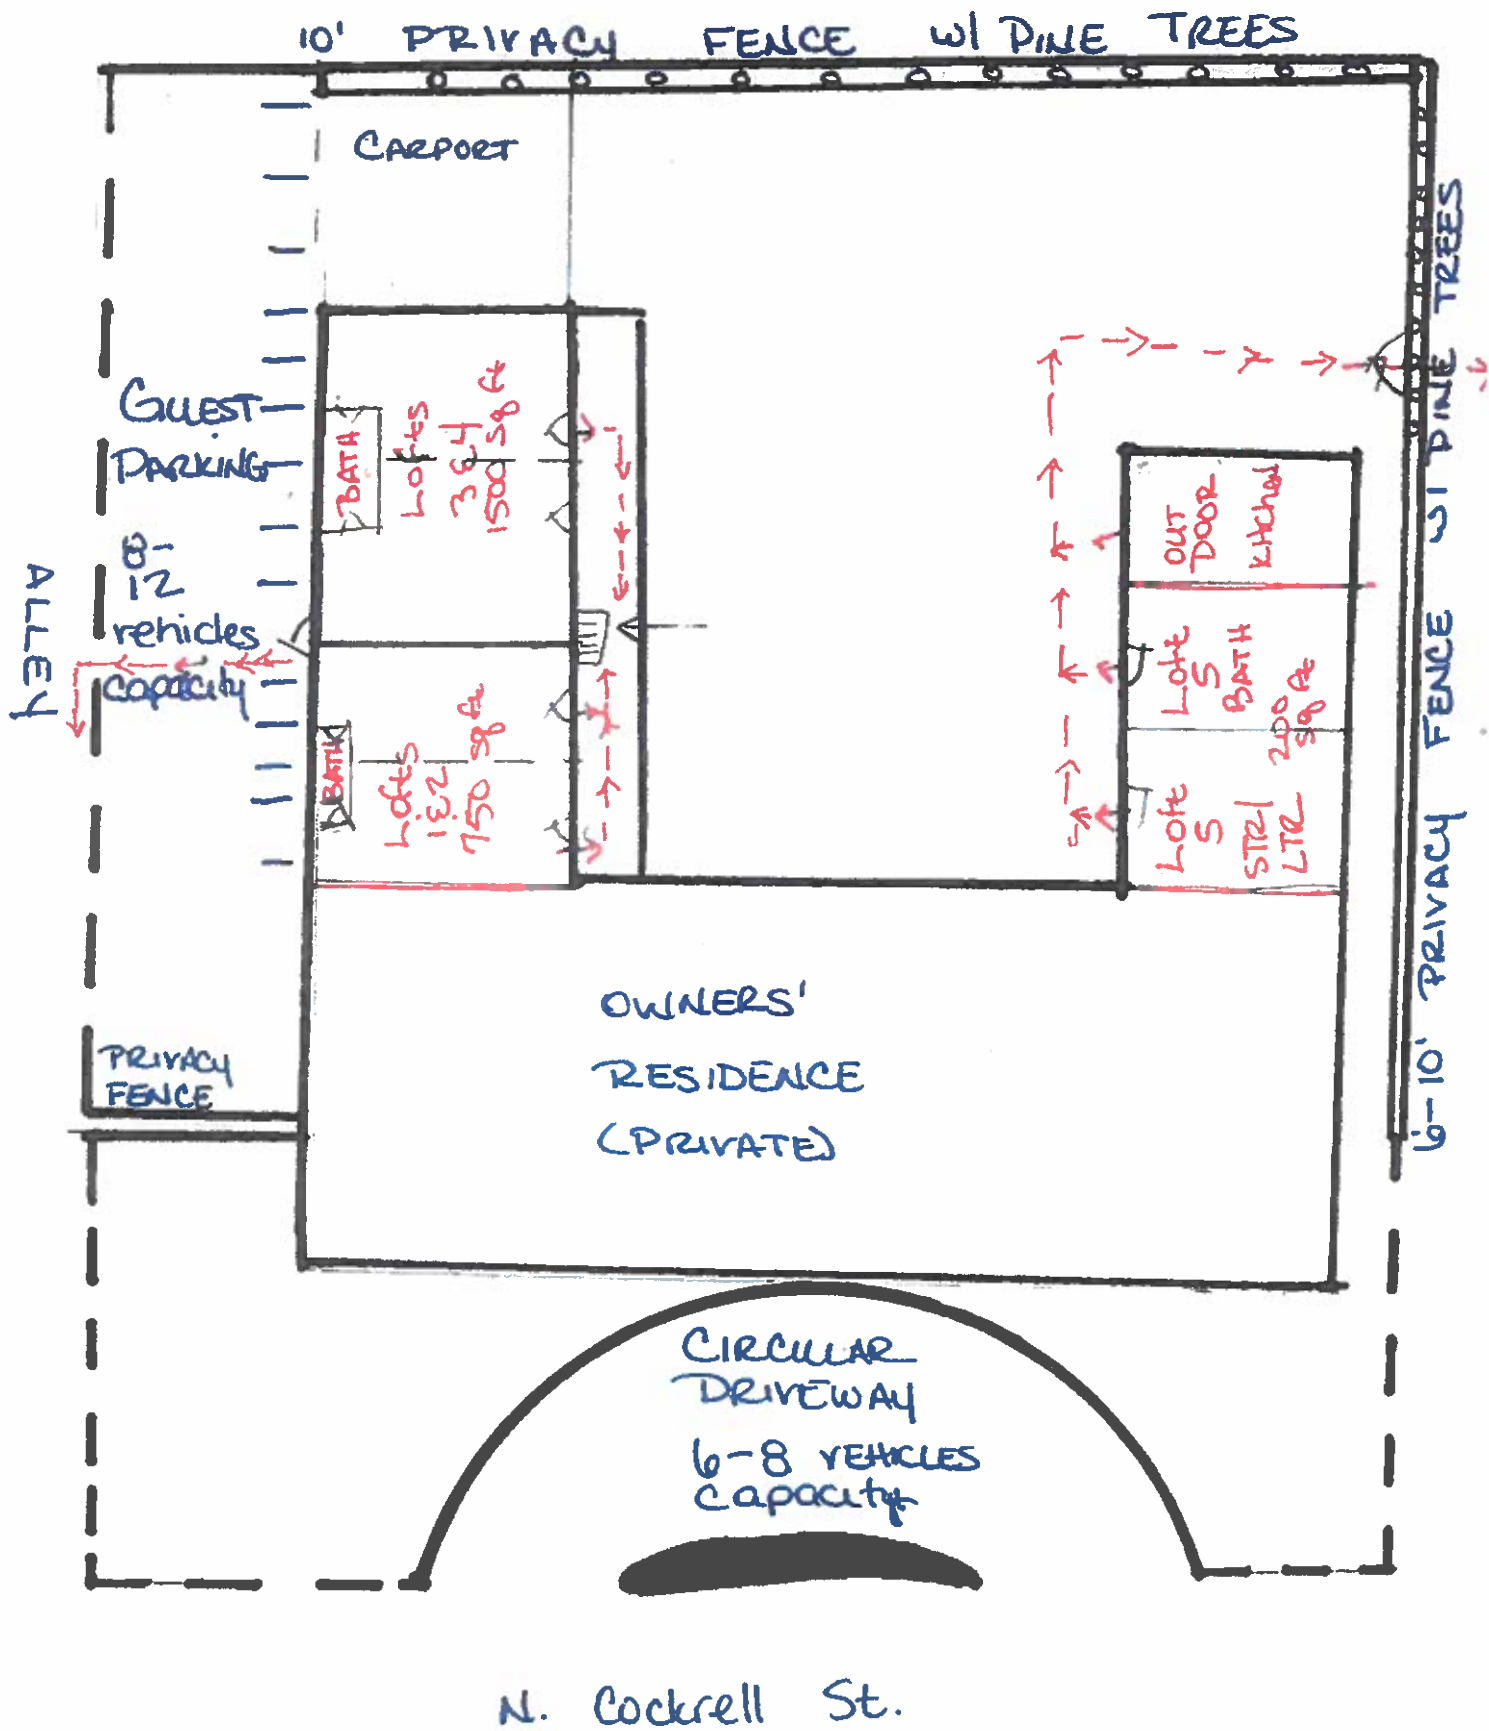 10' PRIVACY FENCE W/ PINE TREES
CARPORT
GUEST
PARKING
8-
12
vehicles
capacity
ALLEY
BATH
Lofts
3 & 4
1500 sq ft
BATH
Lofts
1 & 2
750 sq ft
OUT
DOOR
Kitchen
Loft
5
BATH
Loft
5
STR/
LTR
2400
sq ft
6-10' PRIVACY FENCE W/ PINE TREES
PRIVACY
FENCE
OWNERS'
RESIDENCE
(PRIVATE)
CIRCULAR
DRIVEWAY
6-8 VEHICLES
capacity
N. Cockrell St.